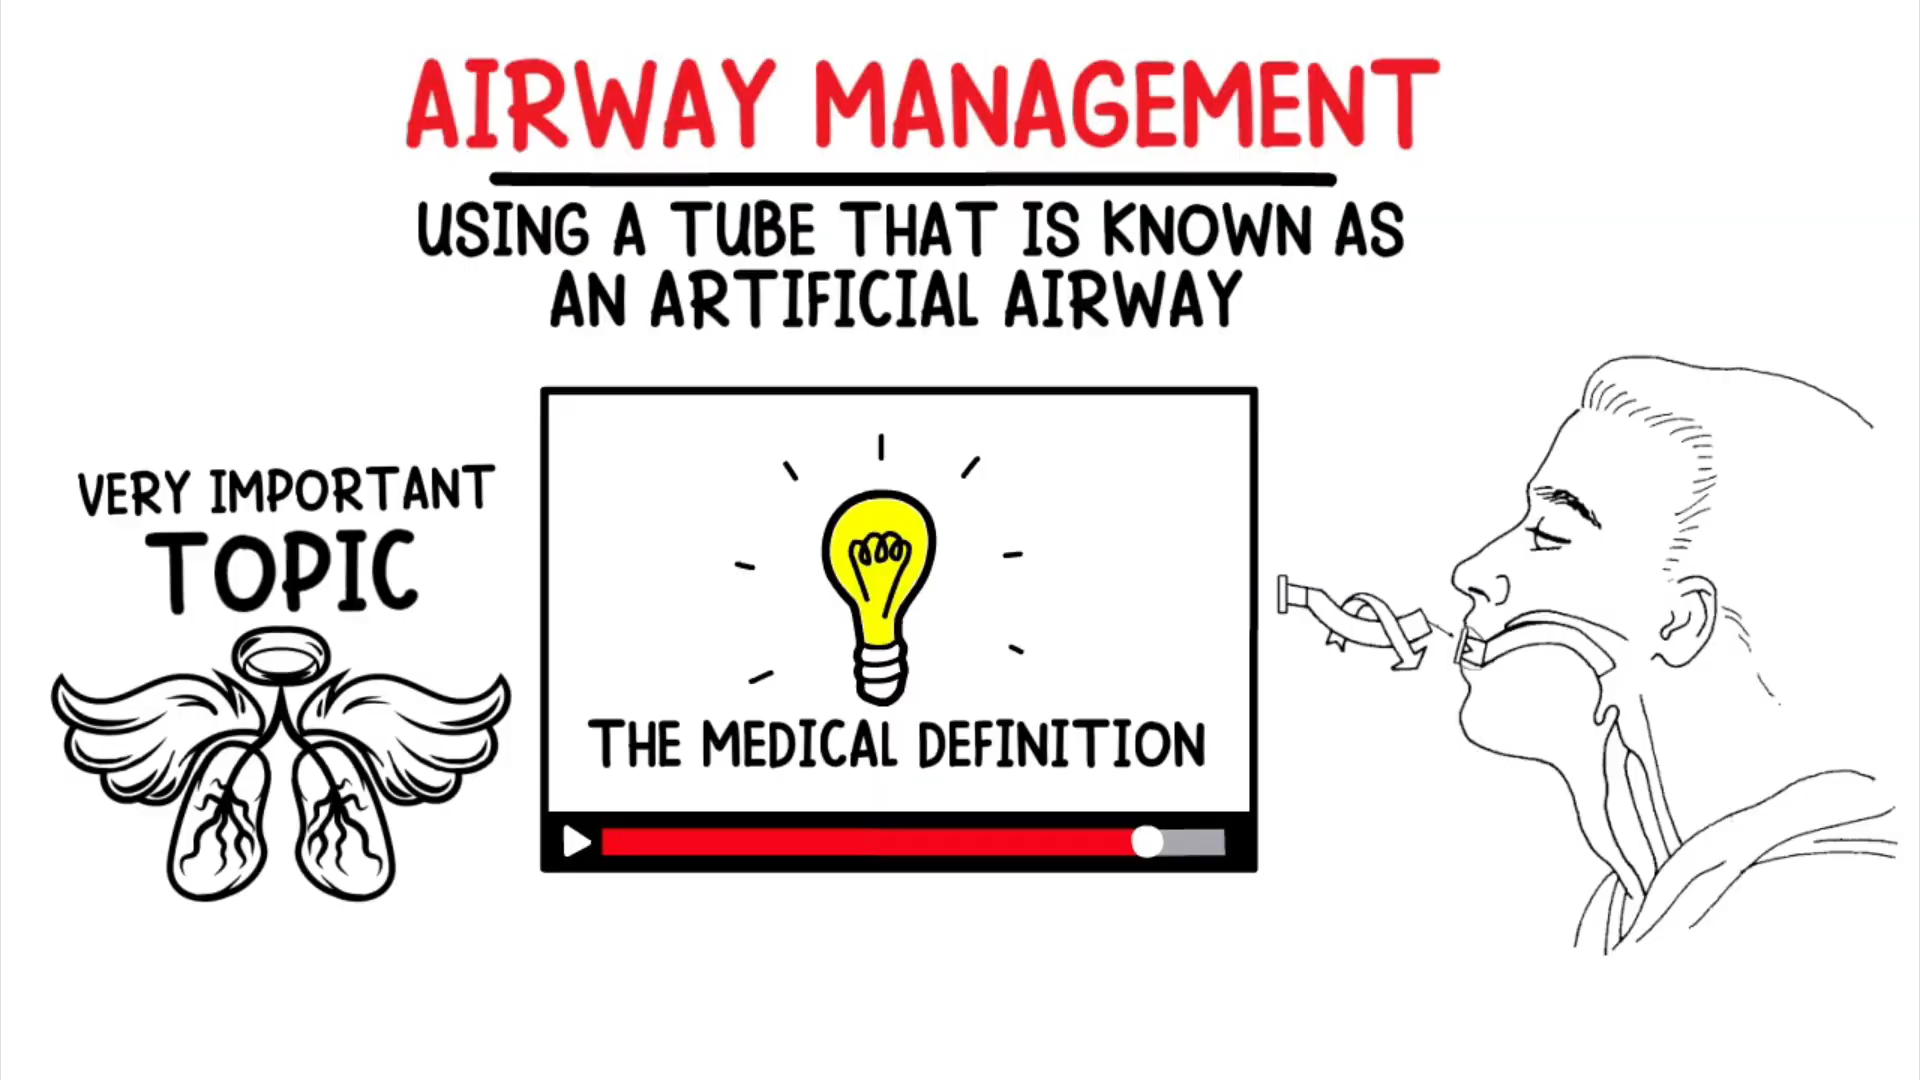 AIRWAY MANAGEMENT
USING A TUBE THAT IS KNOWN AS
AN ARTIFICIAL AIRWAY
VERY IMPORTANT
TOPIC
THE MEDICAL DEFINITION